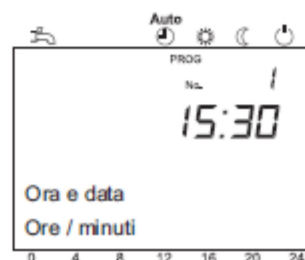 Auto
PROG
No. 1
15:30
Ora e data
Ore / minuti
0 4 8 12 16 20 24